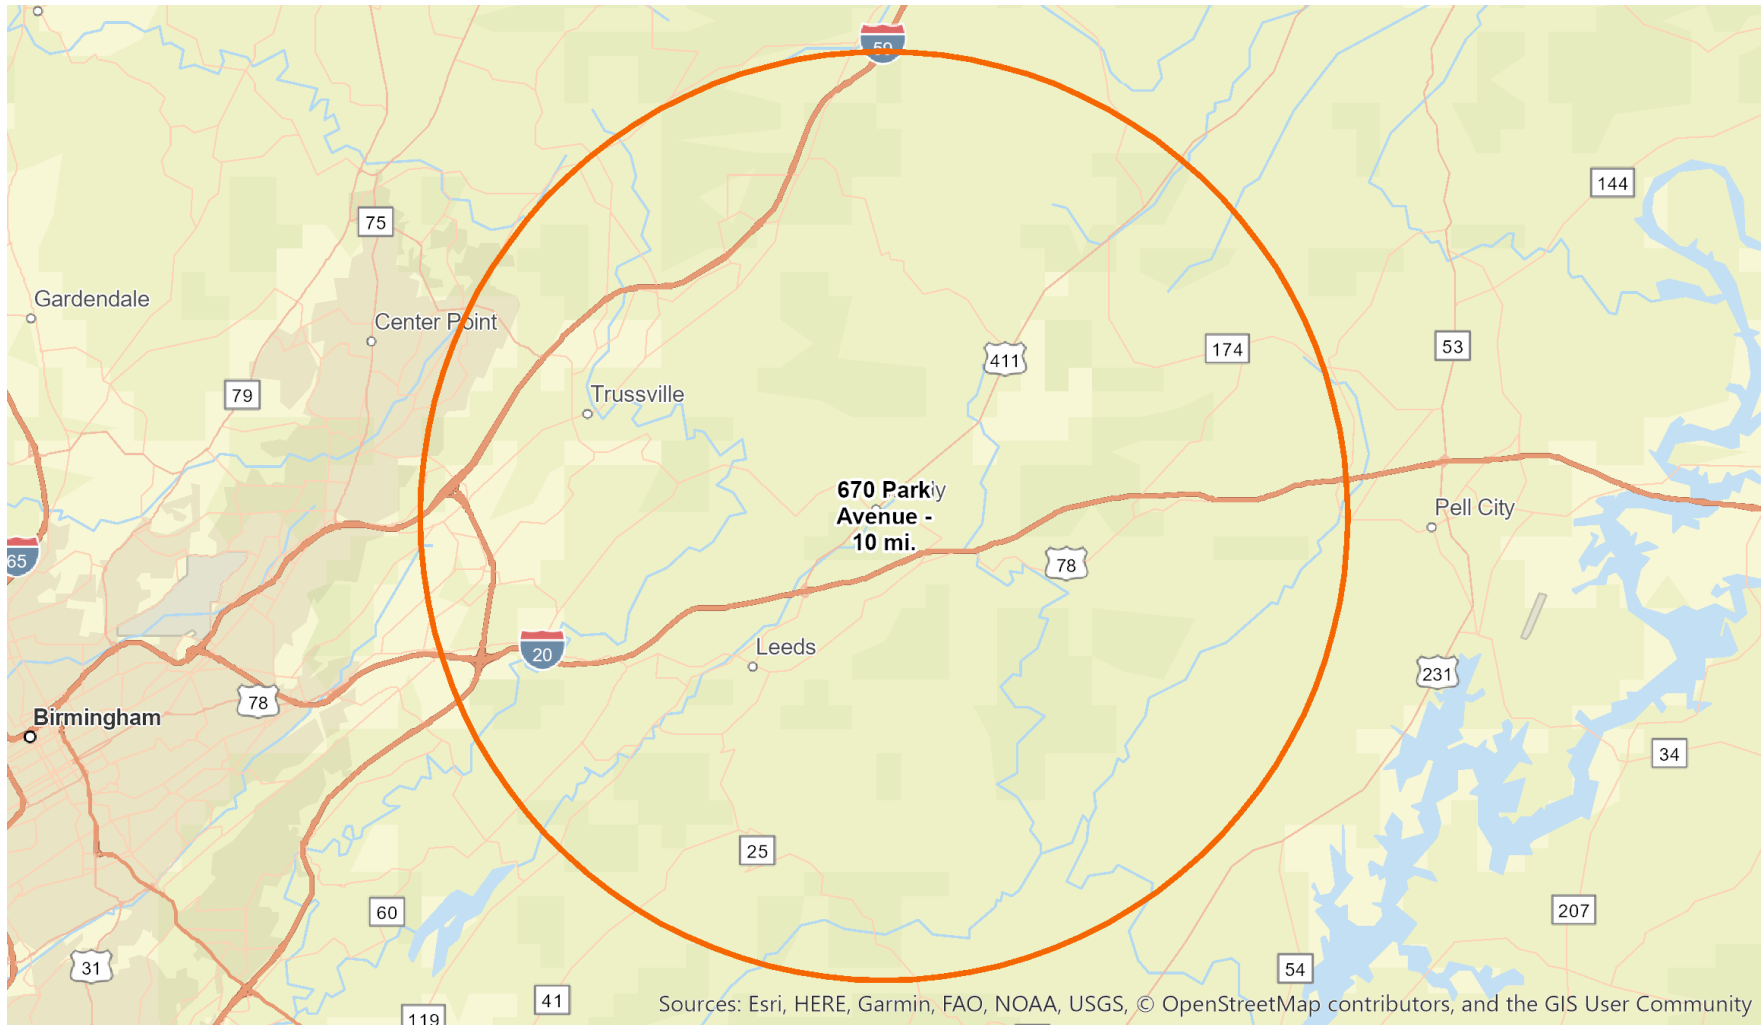 59
144
75
Gardendale
Center Point
411
174
53
79
Trussville
670 Park
Avenue -
10 mi.
Pell City
65
78
20
Leeds
231
78
Birmingham
34
25
60
207
31
54
41
119
Sources: Esri, HERE, Garmin, FAO, NOAA, USGS, © OpenStreetMap contributors, and the GIS User Community